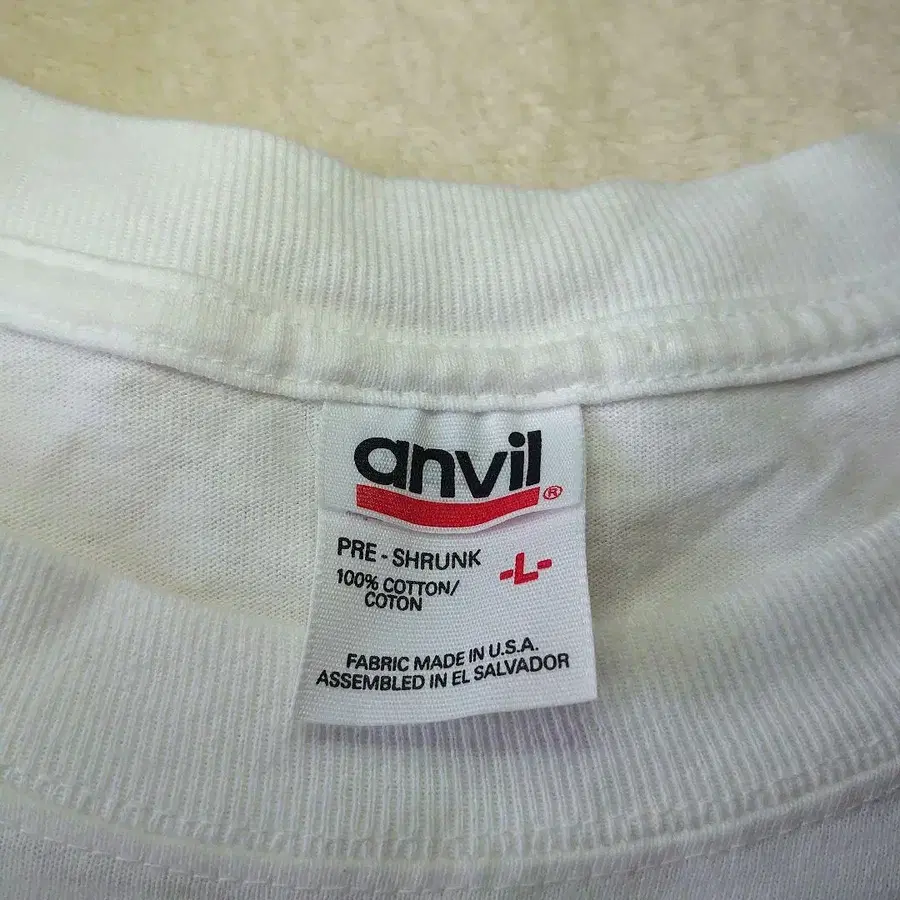 anvil®
PRE - SHRUNK
-L-
100% COTTON/
COTON
FABRIC MADE IN U.S.A.
ASSEMBLED IN EL SALVADOR